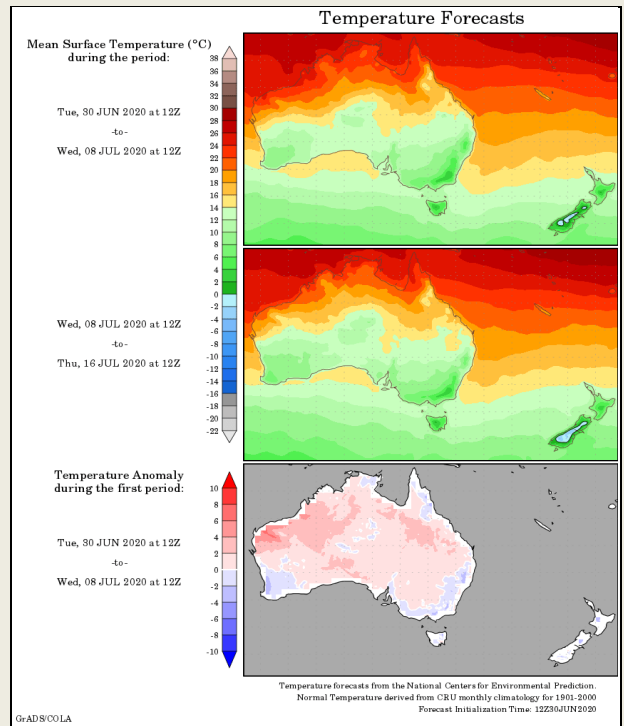 Temperature Forecasts
Mean Surface Temperature (°C)
during the period:
38
36
34
32
30
28
26
24
22
20
18
16
14
12
10
8
6
4
2
0
-2
-4
-6
-8
-10
-12
-14
-16
-18
-20
-22
Tue, 30 JUN 2020 at 12Z
-to-
Wed, 08 JUL 2020 at 12Z
Wed, 08 JUL 2020 at 12Z
-to-
Thu, 16 JUL 2020 at 12Z
Temperature Anomaly
during the first period:
10
8
6
4
2
0
-2
-4
-6
-8
-10
Tue, 30 JUN 2020 at 12Z
-to-
Wed, 08 JUL 2020 at 12Z
Temperature forecasts from the National Centers for Environmental Prediction.
Normal Temperature derived from CRU monthly climatology for 1901-2000
Forecast Initialization Time: 12Z30JUN2020
GrADS/COLA